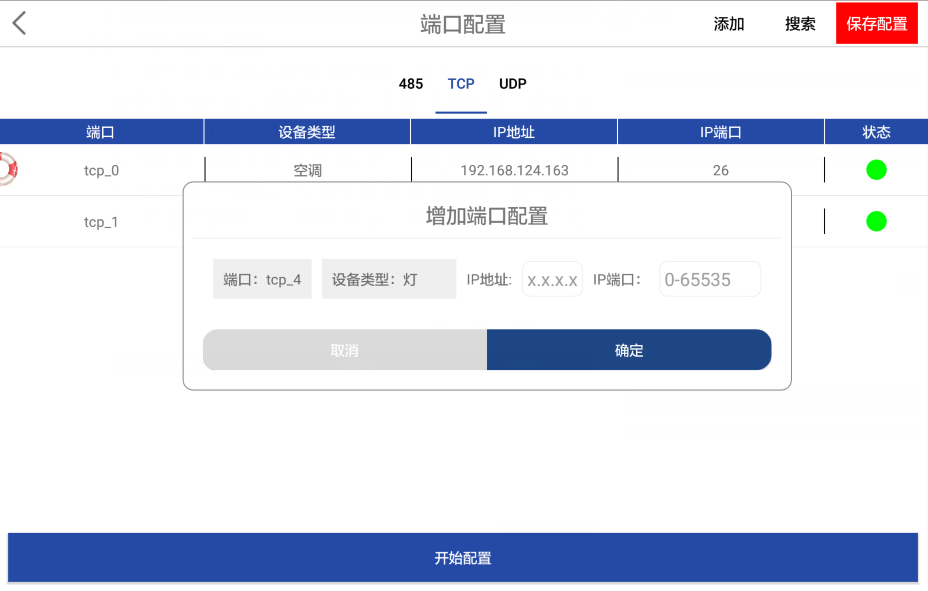 端口配置 添加 搜索 保存配置
485 TCP UDP
端口 设备类型 IP地址 IP端口 状态
tcp_0 空调 192.168.124.163 26
tcp_1
增加端口配置
端口：tcp_4 设备类型：灯 IP地址: x.x.x.x IP端口： 0-65535
取消 确定
开始配置